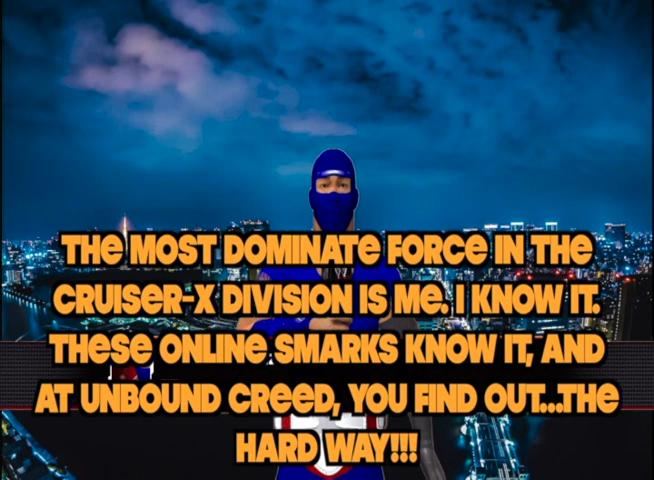 THE MOST DOMINATE FORCE IN THE
CRUISER-X DIVISION IS ME. I KNOW IT.
THESE ONLINE SMARKS KNOW IT, AND
AT UNBOUND CREED, YOU FIND OUT...THE
HARD WAY!!!